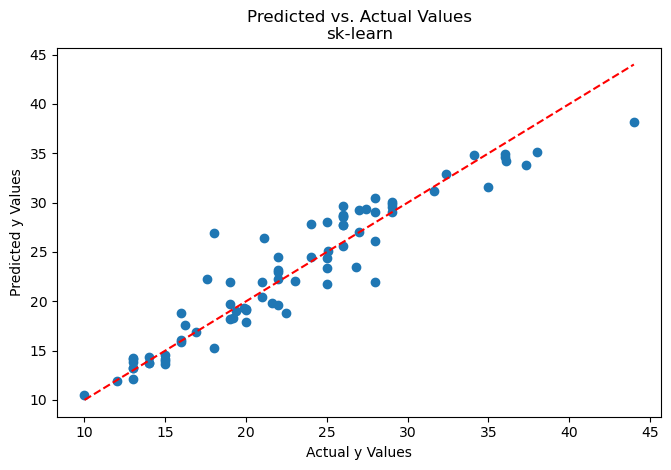 Predicted vs. Actual Values
sk-learn
45
40
35
30
25
20
15
10
Predicted y Values
10 15 20 25 30 35 40 45
Actual y Values